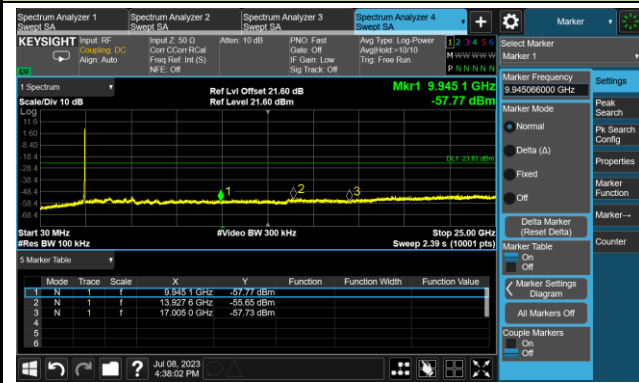 Spectrum Analyzer 1
Swept SA
Spectrum Analyzer 2
Swept SA
Spectrum Analyzer 3
Swept SA
Spectrum Analyzer 4
Swept SA
Marker
KEYSIGHT
Input: RF
Coupling: DC
Align: Auto
Input Z: 50 Ω
Corr CCorr RCal
Freq Ref: Int (S)
NFE: Off
Atten: 10 dB
PNO: Fast
Gate: Off
IF Gain: Low
Sig Track: Off
Avg Type: Log-Power
Avg|Hold:>10/10
Trig: Free Run
1 2 3 4 5 6
M W W W W W
P N N N N N
Select Marker
Marker 1
1 Spectrum
Scale/Div 10 dB
Log
Ref Lvl Offset 21.60 dB
Ref Level 21.60 dBm
Mkr1 9.945 1 GHz
-57.77 dBm
11.6
1.60
-8.40
-18.4
-28.4
-38.4
-48.4
-58.4
-68.4
1
2
3
Start 30 MHz
#Res BW 100 kHz
#Video BW 300 kHz
Stop 25.00 GHz
Sweep 2.39 s (10001 pts)
5 Marker Table
Mode Trace Scale X Y Function Function Width Function Value
1 N 1 f 9.945 1 GHz -57.77 dBm
2 N 1 f 13.927 6 GHz -55.65 dBm
3 N 1 f 17.005 0 GHz -57.73 dBm
4
5
6
Marker Frequency
9.945066000 GHz
Marker Mode
Normal
Delta (Δ)
Fixed
Off
Delta Marker
(Reset Delta)
Marker Table
On
Off
Marker Settings
Diagram
All Markers Off
Couple Markers
On
Off
Settings
Peak
Search
Pk Search
Config
Properties
Marker
Function
Marker→
Counter
?
Jul 08, 2023
4:38:02 PM